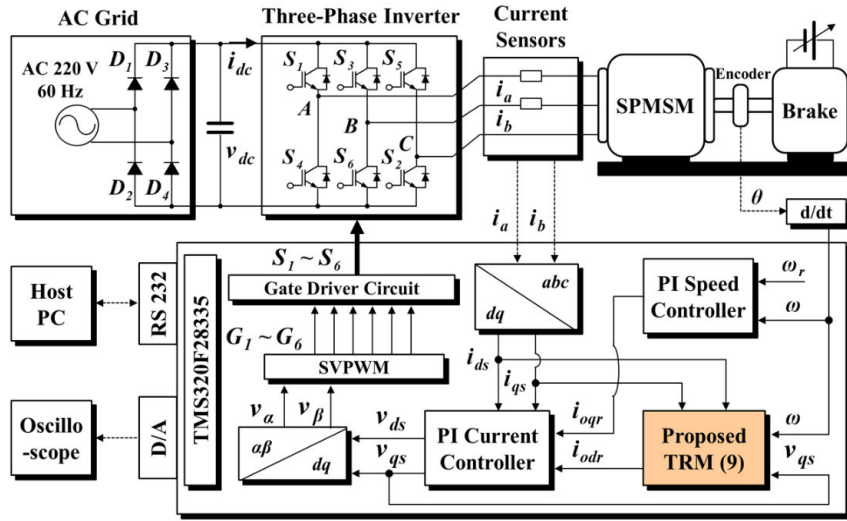 AC Grid
Three-Phase Inverter
Current
Sensors
AC 220 V
60 Hz
D1
D3
D2
D4
idc
vdc
S1
S3
S5
A
B
C
S4
S6
S2
ia
ib
SPMSM
Encoder
Brake
θ
d/dt
ia
ib
Host
PC
RS 232
TMS320F28335
S1 ~ S6
Gate Driver Circuit
G1 ~ G6
SVPWM
abc
dq
PI Speed
Controller
ωr
ω
ids
iqs
Oscillo
-scope
D/A
vα
vβ
αβ
dq
vds
vqs
PI Current
Controller
ioqr
iodr
Proposed
TRM (9)
ω
vqs